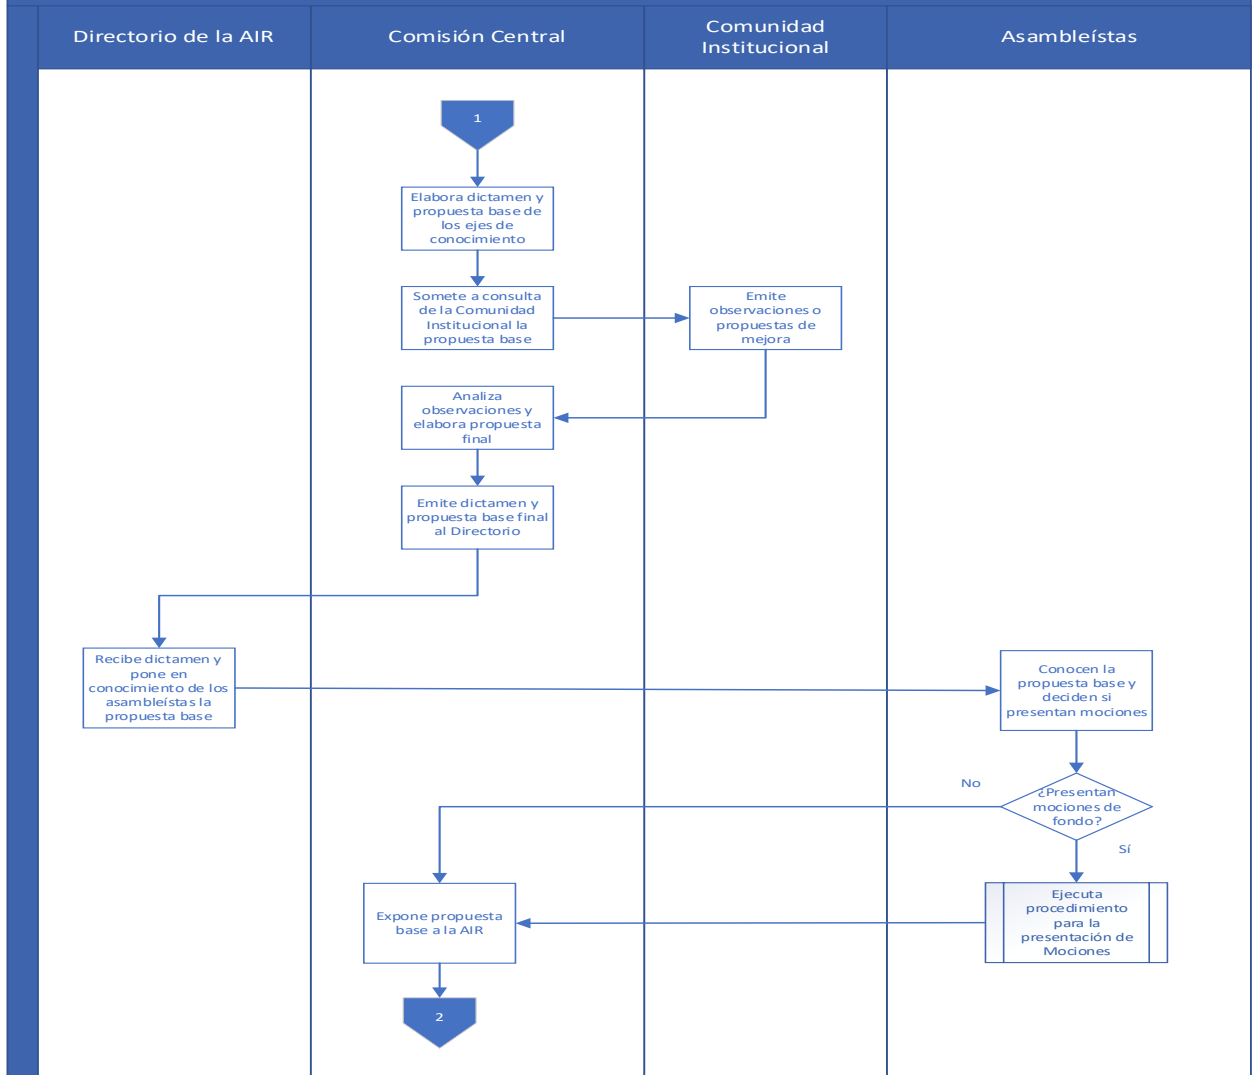 Directorio de la AIR
Comisión Central
Comunidad
Institucional
Asambleístas
1
Elabora dictamen y
propuesta base de
los ejes de
conocimiento
Somete a consulta
de la Comunidad
Institucional la
propuesta base
Emite
observaciones o
propuestas de
mejora
Analiza
observaciones y
elabora propuesta
final
Emite dictamen y
propuesta base final
al Directorio
Recibe dictamen y
pone en
conocimiento de los
asambleístas la
propuesta base
Conocen la
propuesta base y
deciden si
presentan mociones
¿Presentan
mociones de
fondo?
No
Sí
Ejecuta
procedimiento
para la
presentación de
Mociones
Expone propuesta
base a la AIR
2